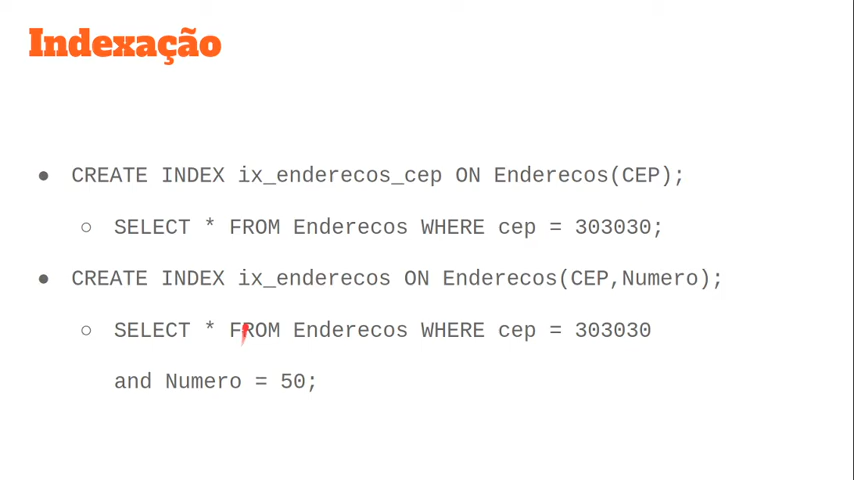 Indexação
● CREATE INDEX ix_enderecos_cep ON Enderecos(CEP);
○ SELECT * FROM Enderecos WHERE cep = 303030;
● CREATE INDEX ix_enderecos ON Enderecos(CEP,Numero);
○ SELECT * FROM Enderecos WHERE cep = 303030
and Numero = 50;